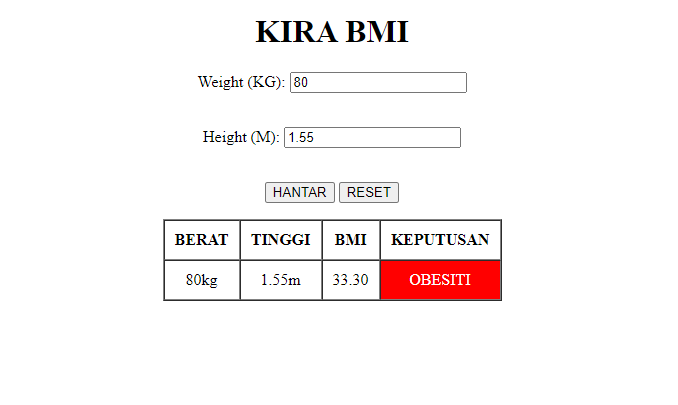 KIRA BMI
Weight (KG): 80
Height (M): 1.55
HANTAR RESET
BERAT TINGGI BMI KEPUTUSAN
80kg 1.55m 33.30 OBESITI